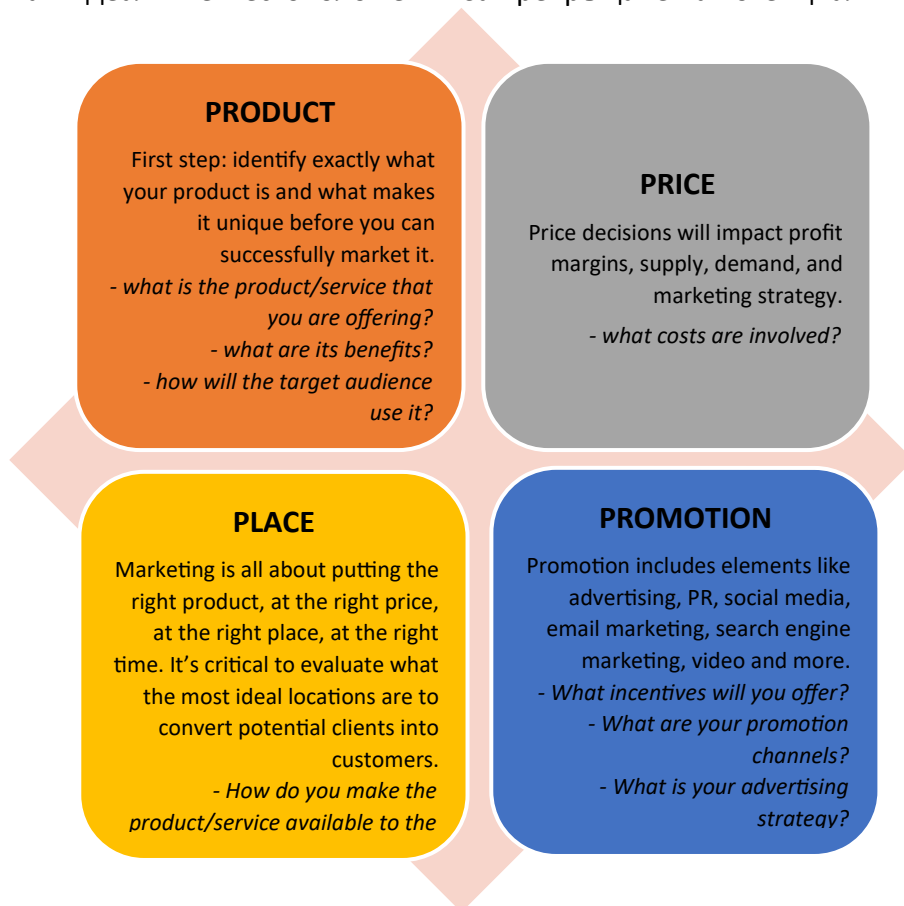 PRODUCT
First step: identify exactly what
your product is and what makes
it unique before you can
successfully market it.
- what is the product/service that
you are offering?
- what are its benefits?
- how will the target audience
use it?
PRICE
Price decisions will impact profit
margins, supply, demand, and
marketing strategy.
- what costs are involved?
PLACE
Marketing is all about putting the
right product, at the right price,
at the right place, at the right
time. It’s critical to evaluate what
the most ideal locations are to
convert potential clients into
customers.
- How do you make the
product/service available to the
PROMOTION
Promotion includes elements like
advertising, PR, social media,
email marketing, search engine
marketing, video and more.
- What incentives will you offer?
- What are your promotion
channels?
- What is your advertising
strategy?